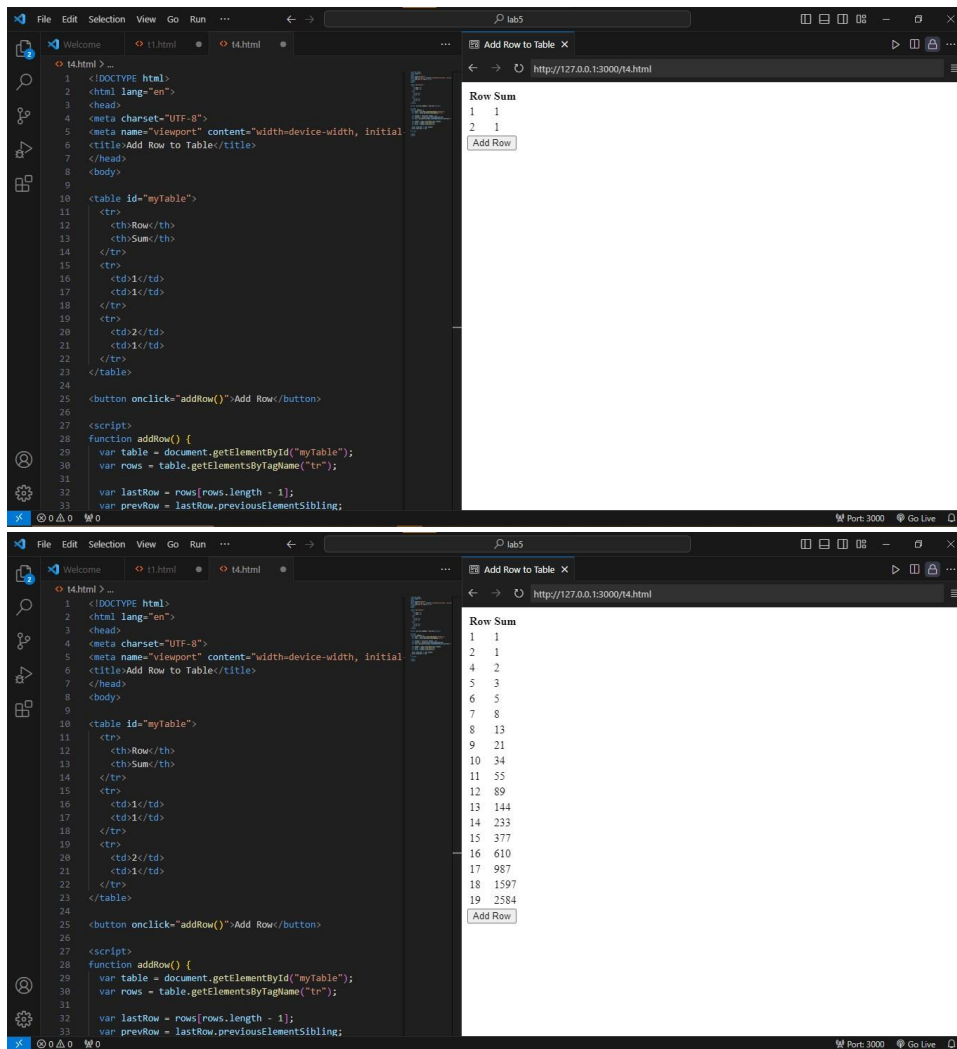 File Edit Selection View Go Run ... lab5
Welcome t1.html t4.html ...
t4.html > ...
1 <!DOCTYPE html>
2 <html lang="en">
3 <head>
4 <meta charset="UTF-8">
5 <meta name="viewport" content="width=device-width, initial-
6 <title>Add Row to Table</title>
7 </head>
8 <body>
9
10 <table id="myTable">
11 <tr>
12 <th>Row</th>
13 <th>Sum</th>
14 </tr>
15 <tr>
16 <td>1</td>
17 <td>1</td>
18 </tr>
19 <tr>
20 <td>2</td>
21 <td>1</td>
22 </tr>
23 </table>
24
25 <button onclick="addRow()">Add Row</button>
26
27 <script>
28 function addRow() {
29 var table = document.getElementById("myTable");
30 var rows = table.getElementsByTagName("tr");
31
32 var lastRow = rows[rows.length - 1];
33 var prevRow = lastRow.previousElementSibling;
Add Row to Table
http://127.0.0.1:3000/t4.html
Row Sum
1 1
2 1
Add Row
2
0 0 0 Port: 3000 Go Live
File Edit Selection View Go Run ... lab5
Welcome t1.html t4.html ...
t4.html > ...
1 <!DOCTYPE html>
2 <html lang="en">
3 <head>
4 <meta charset="UTF-8">
5 <meta name="viewport" content="width=device-width, initial-
6 <title>Add Row to Table</title>
7 </head>
8 <body>
9
10 <table id="myTable">
11 <tr>
12 <th>Row</th>
13 <th>Sum</th>
14 </tr>
15 <tr>
16 <td>1</td>
17 <td>1</td>
18 </tr>
19 <tr>
20 <td>2</td>
21 <td>1</td>
22 </tr>
23 </table>
24
25 <button onclick="addRow()">Add Row</button>
26
27 <script>
28 function addRow() {
29 var table = document.getElementById("myTable");
30 var rows = table.getElementsByTagName("tr");
31
32 var lastRow = rows[rows.length - 1];
33 var prevRow = lastRow.previousElementSibling;
Add Row to Table
http://127.0.0.1:3000/t4.html
Row Sum
1 1
2 1
4 2
5 3
6 5
7 8
8 13
9 21
10 34
11 55
12 89
13 144
14 233
15 377
16 610
17 987
18 1597
19 2584
Add Row
2
0 0 0 Port: 3000 Go Live